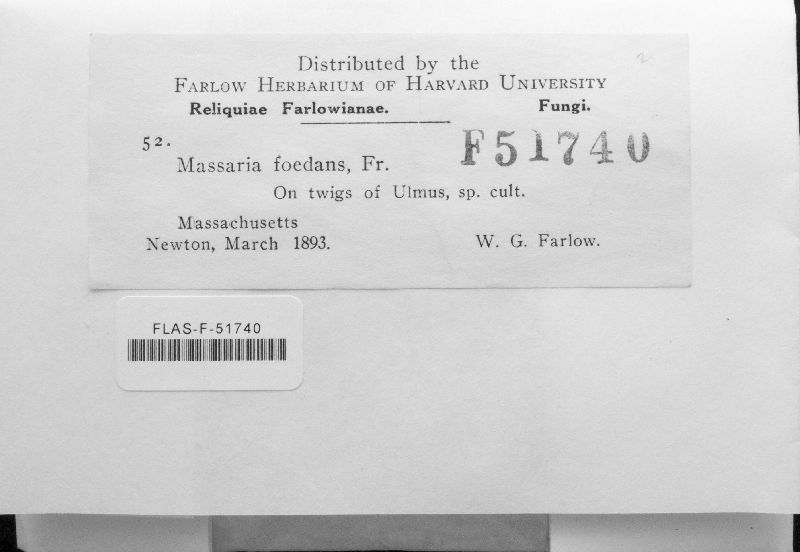 Distributed by the
Farlow Herbarium of Harvard University
Reliquiae Farlowianae. Fungi.
52.
F51740
Massaria foedans, Fr.
On twigs of Ulmus, sp. cult.
Massachusetts
Newton, March 1893. W. G. Farlow.
FLAS-F-51740